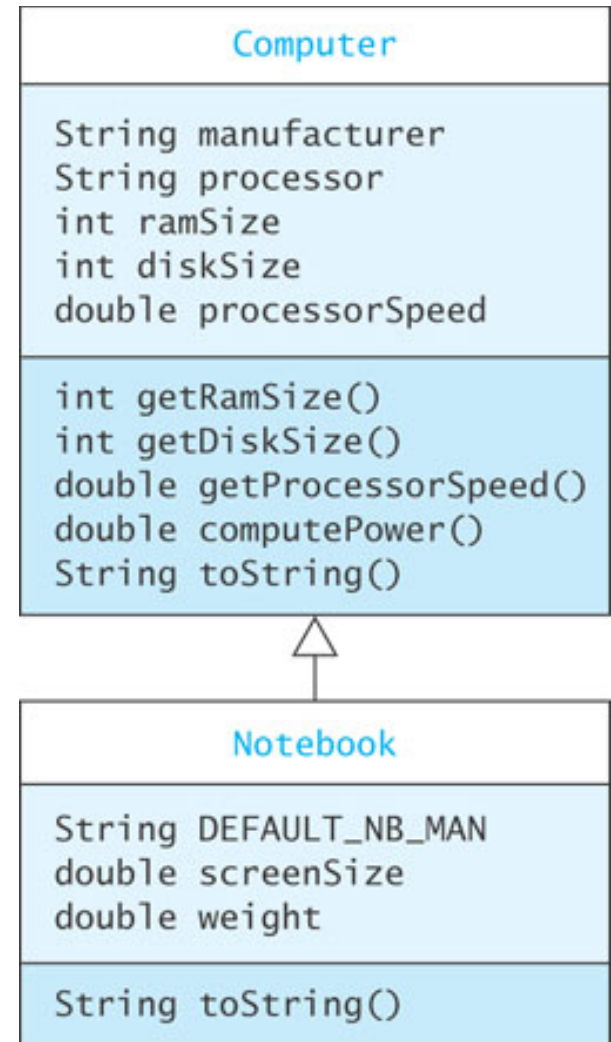 Computer
String manufacturer
String processor
int ramSize
int diskSize
double processorSpeed
int getRamSize()
int getDiskSize()
double getProcessorSpeed()
double computePower()
String toString()
Notebook
String DEFAULT_NB_MAN
double screenSize
double weight
String toString()